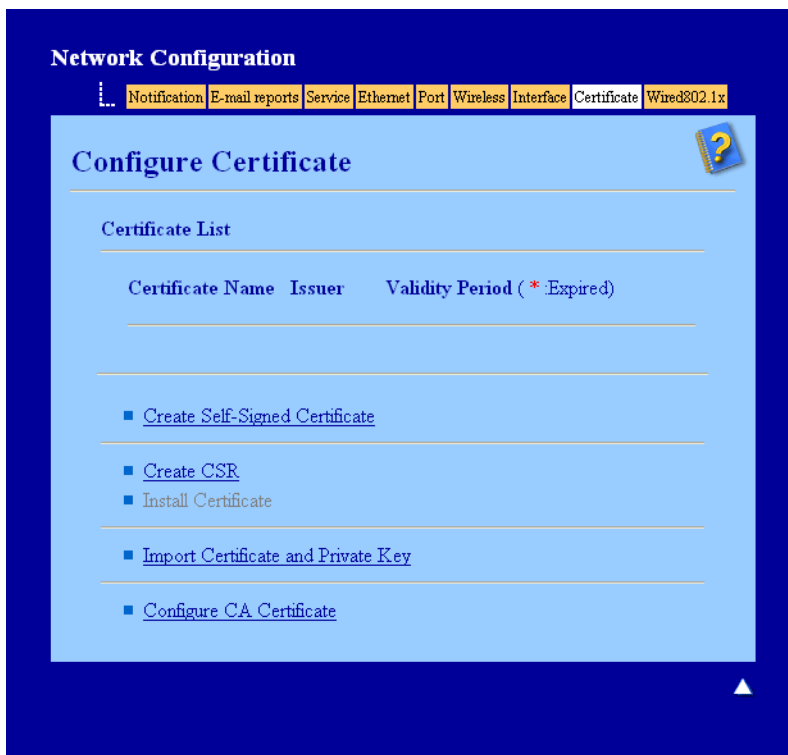 Network Configuration
Notification E-mail reports Service Ethernet Port Wireless Interface Certificate Wired802.1x
Configure Certificate
?
Certificate List
Certificate Name Issuer Validity Period ( * :Expired)
Create Self-Signed Certificate
Create CSR
Install Certificate
Import Certificate and Private Key
Configure CA Certificate